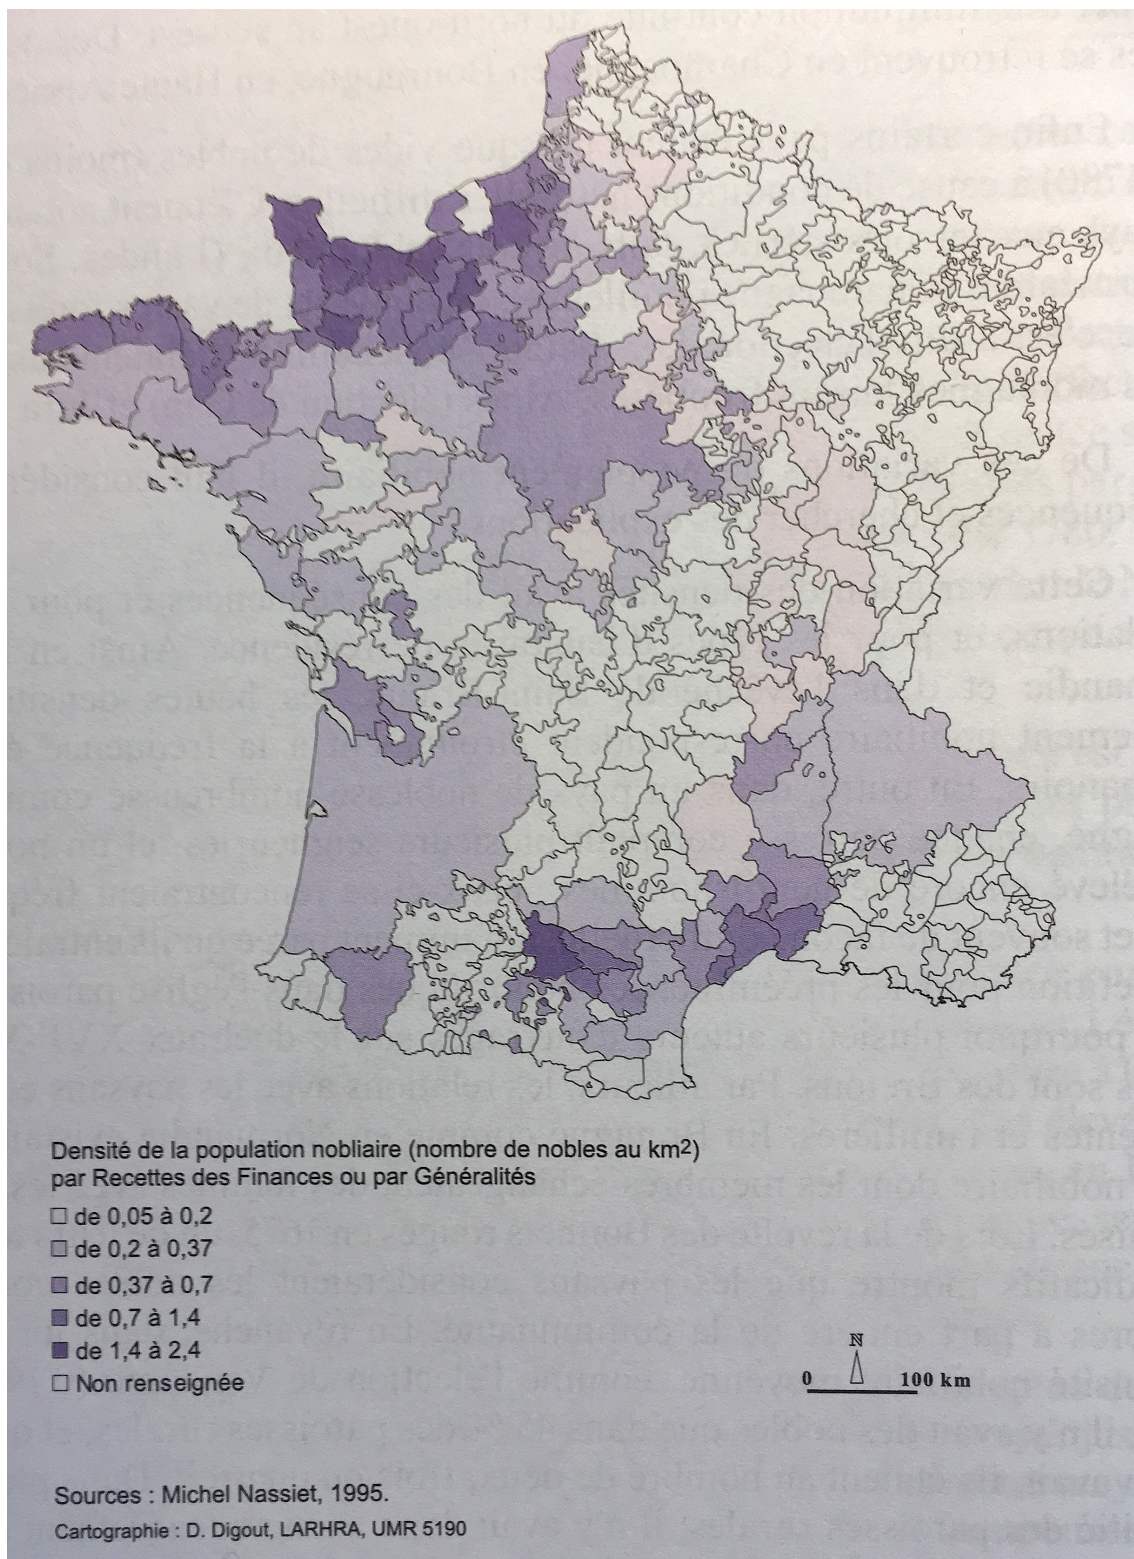 Densité de la population nobliaire (nombre de nobles au km2)
par Recettes des Finances ou par Généralités
de 0,05 à 0,2
de 0,2 à 0,37
de 0,37 à 0,7
de 0,7 à 1,4
de 1,4 à 2,4
Non renseignée
N
0 100 km
Sources : Michel Nassiet, 1995.
Cartographie : D. Digout, LARHRA, UMR 5190